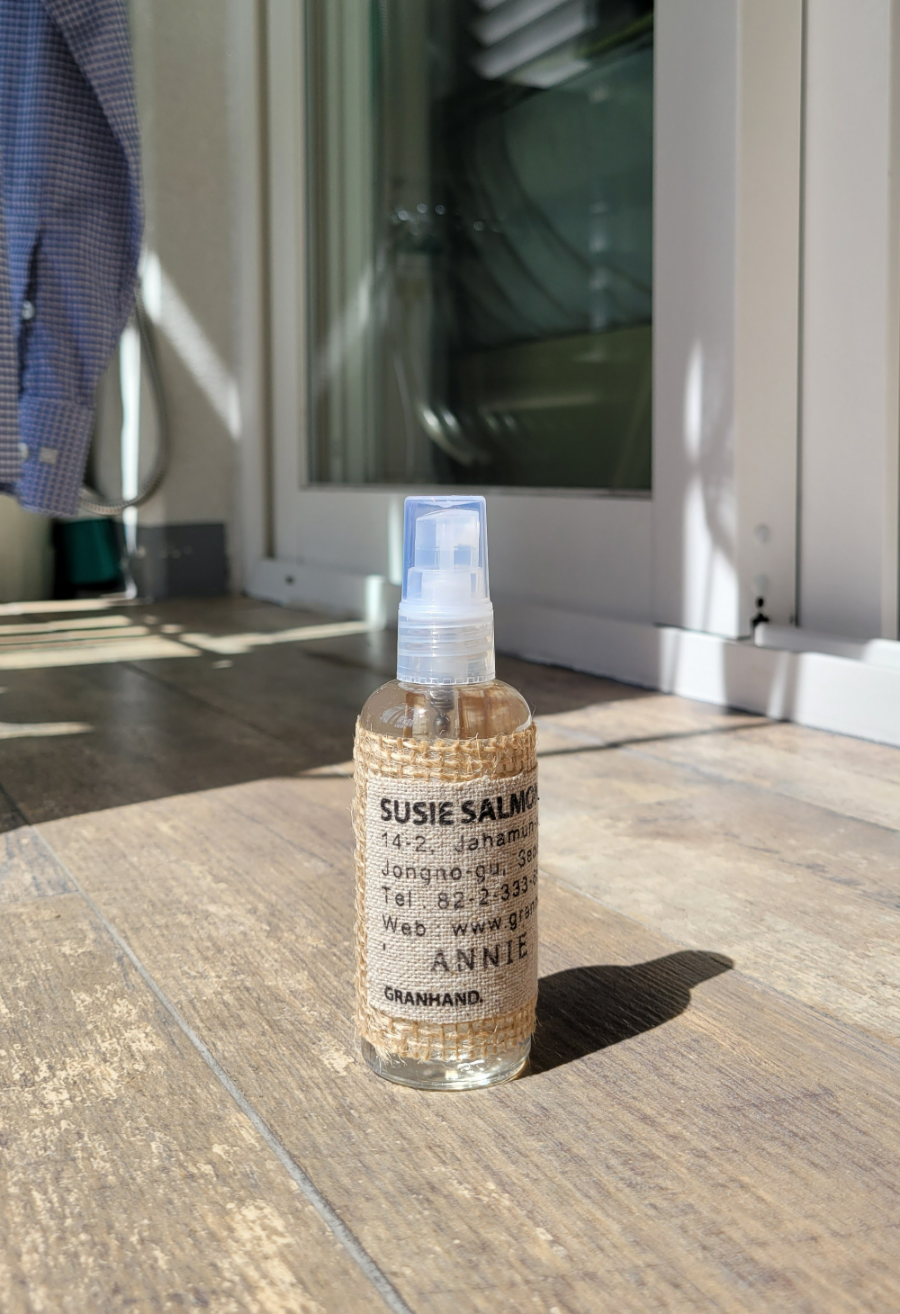 SUSIE SALMO
14-2, Jahamun-
Jongno-gu, Seo
Tel : 82-2-333-
Web : www.gran
' ANNIE
GRANHAND.